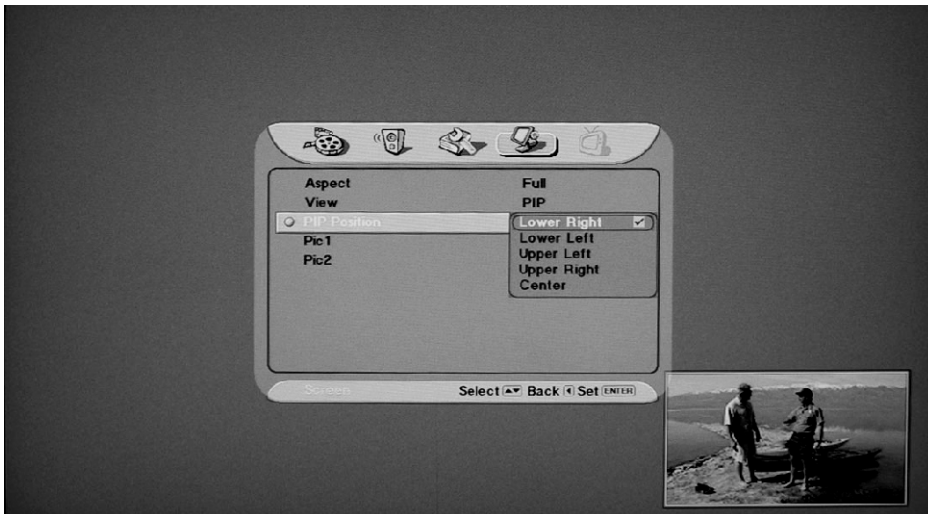 Aspect Full
View PIP
PIP Position Lower Right
Lower Left
Pic1
Upper Left
Pic2
Upper Right
Center
Screen Select Back Set ENTER